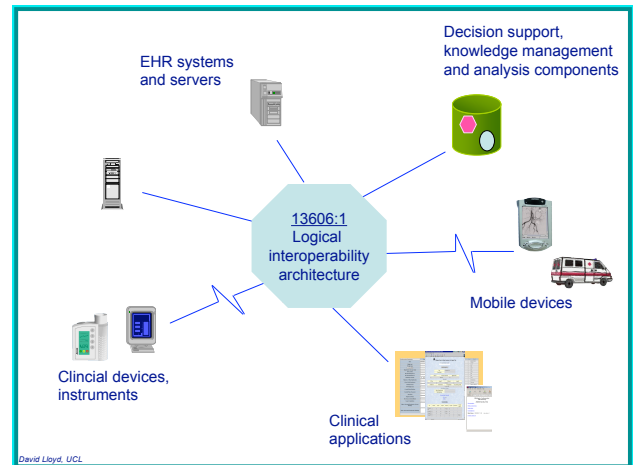 Decision support,
knowledge management
and analysis components
EHR systems
and servers
13606:1
Logical
interoperability
architecture
Mobile devices
Clincial devices,
instruments
Clinical
applications
David Lloyd, UCL